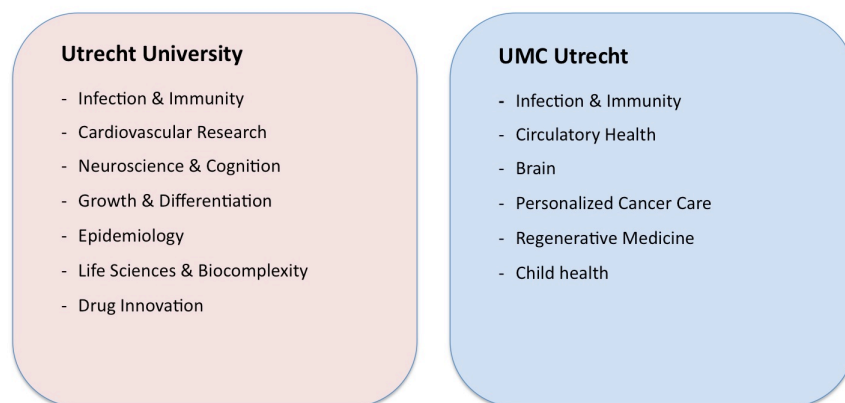 Utrecht University
- Infection & Immunity
- Cardiovascular Research
- Neuroscience & Cognition
- Growth & Differentiation
- Epidemiology
- Life Sciences & Biocomplexity
- Drug Innovation
UMC Utrecht
- Infection & Immunity
- Circulatory Health
- Brain
- Personalized Cancer Care
- Regenerative Medicine
- Child health